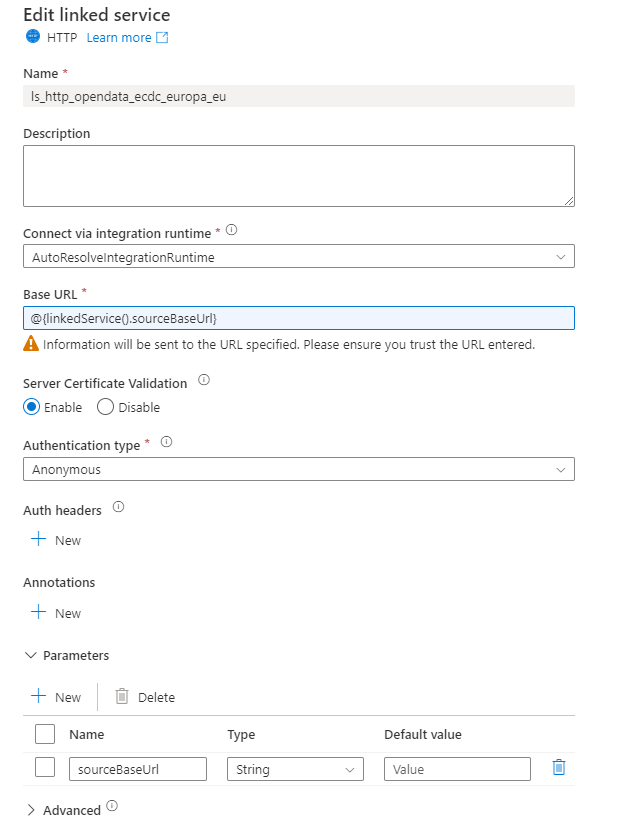 Edit linked service
HTTP Learn more
Name *
ls_http_opendata_ecdc_europa_eu
Description
Connect via integration runtime *
AutoResolveIntegrationRuntime
Base URL *
@{linkedService().sourceBaseUrl}
Information will be sent to the URL specified. Please ensure you trust the URL entered.
Server Certificate Validation
Enable Disable
Authentication type *
Anonymous
Auth headers
New
Annotations
New
Parameters
New Delete
Name Type Default value
sourceBaseUrl String Value
Advanced